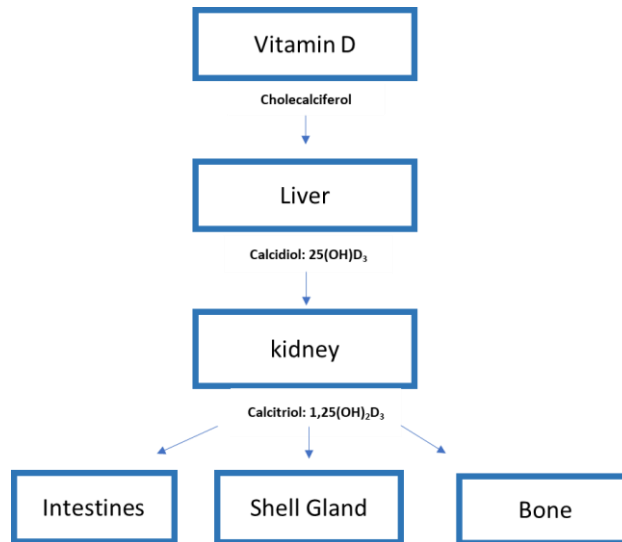 Vitamin D
Cholecalciferol
Liver
Calcidiol: 25(OH)D₃
kidney
Calcitriol: 1,25(OH)₂D₃
Intestines
Shell Gland
Bone